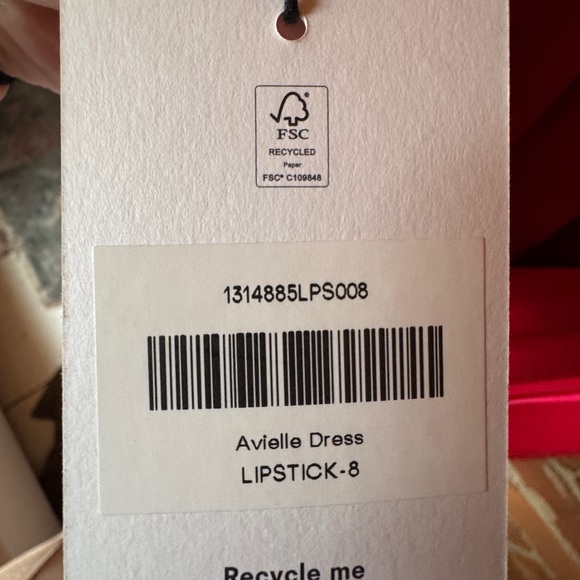 FSC
RECYCLED
Paper
FSC® C109848
1314885LPS008
Avielle Dress
LIPSTICK-8
Recycle me